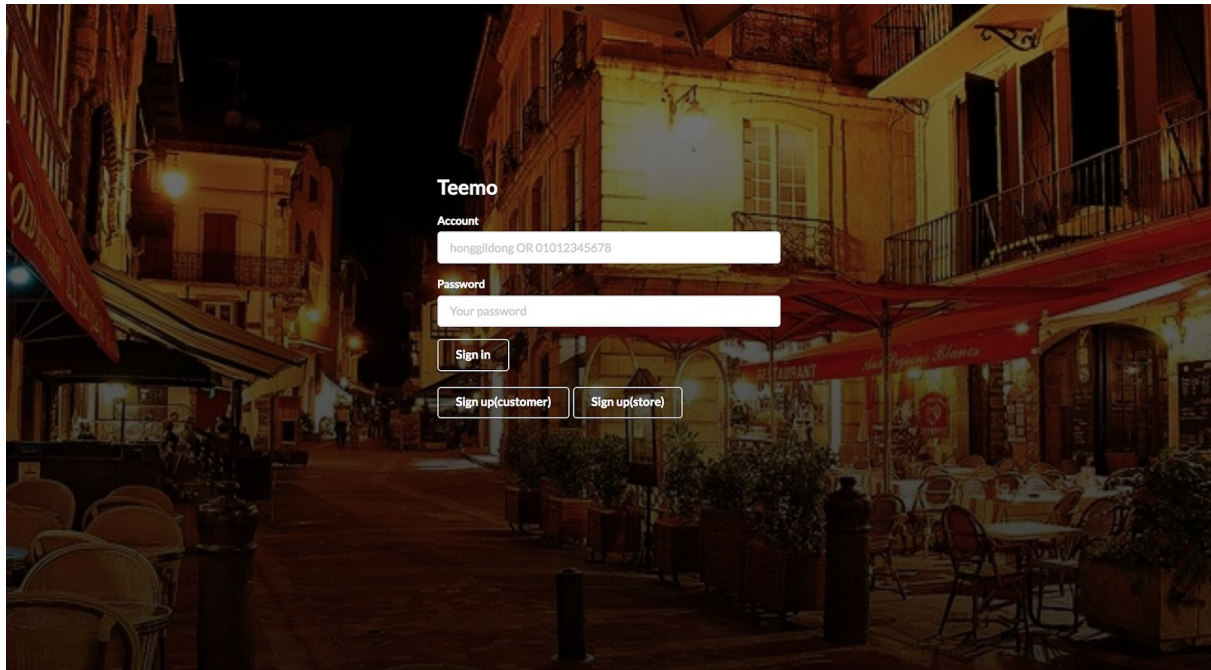 Teemo
Account
honggildong OR 01012345678
Password
Your password
Sign in
Sign up(customer) Sign up(store)
RESTAURANT